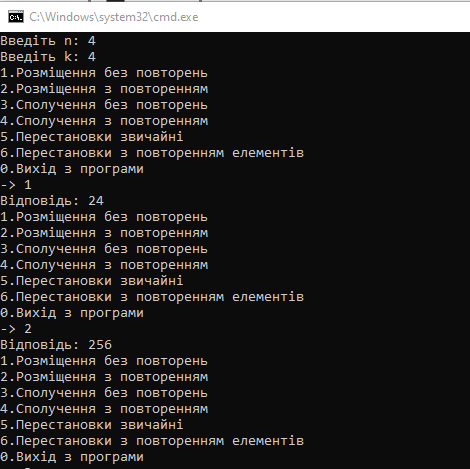 C:\Windows\system32\cmd.exe
Введіть n: 4
Введіть k: 4
1.Розміщення без повторень
2.Розміщення з повторенням
3.Сполучення без повторень
4.Сполучення з повторенням
5.Перестановки звичайні
6.Перестановки з повторенням елементів
0.Вихід з програми
-> 1
Відповідь: 24
1.Розміщення без повторень
2.Розміщення з повторенням
3.Сполучення без повторень
4.Сполучення з повторенням
5.Перестановки звичайні
6.Перестановки з повторенням елементів
0.Вихід з програми
-> 2
Відповідь: 256
1.Розміщення без повторень
2.Розміщення з повторенням
3.Сполучення без повторень
4.Сполучення з повторенням
5.Перестановки звичайні
6.Перестановки з повторенням елементів
0.Вихід з програми